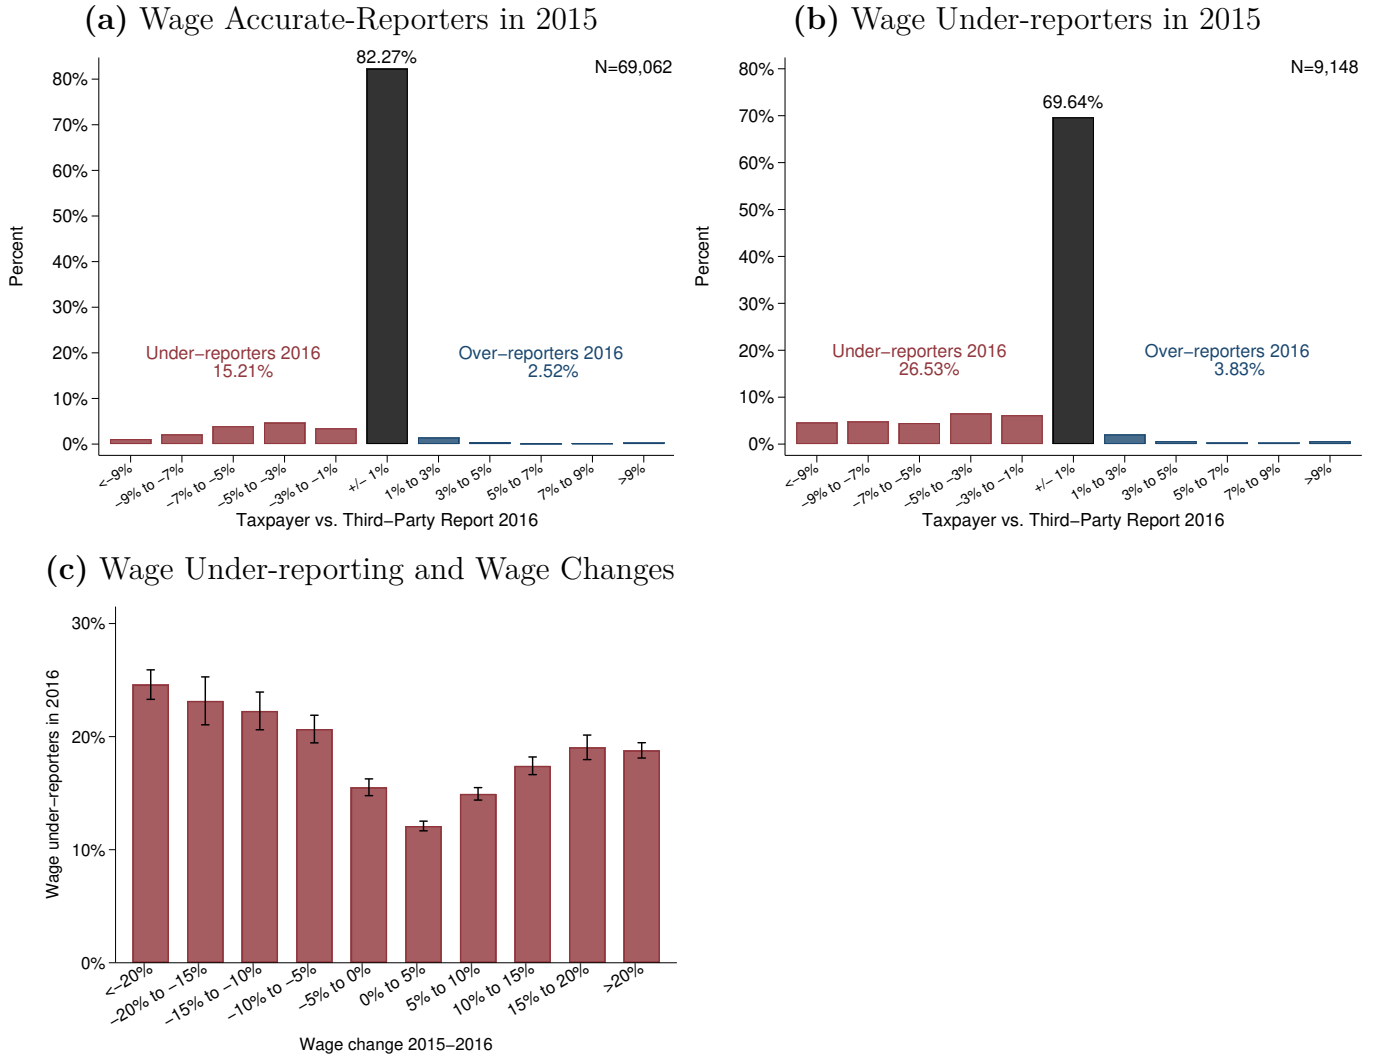 (a) Wage Accurate-Reporters in 2015
82.27%
N=69,062
80%
70%
60%
50%
40%
30%
20%
10%
0%
Percent
Under−reporters 2016
15.21%
Over−reporters 2016
2.52%
<−9%
−9% to −7%
−7% to −5%
−5% to −3%
−3% to −1%
+/− 1%
1% to 3%
3% to 5%
5% to 7%
7% to 9%
>9%
Taxpayer vs. Third−Party Report 2016
(b) Wage Under-reporters in 2015
69.64%
N=9,148
80%
70%
60%
50%
40%
30%
20%
10%
0%
Percent
Under−reporters 2016
26.53%
Over−reporters 2016
3.83%
<−9%
−9% to −7%
−7% to −5%
−5% to −3%
−3% to −1%
+/− 1%
1% to 3%
3% to 5%
5% to 7%
7% to 9%
>9%
Taxpayer vs. Third−Party Report 2016
(c) Wage Under-reporting and Wage Changes
30%
20%
10%
0%
Wage under−reporters in 2016
<−20%
−20% to −15%
−15% to −10%
−10% to −5%
−5% to 0%
0% to 5%
5% to 10%
10% to 15%
15% to 20%
>20%
Wage change 2015−2016